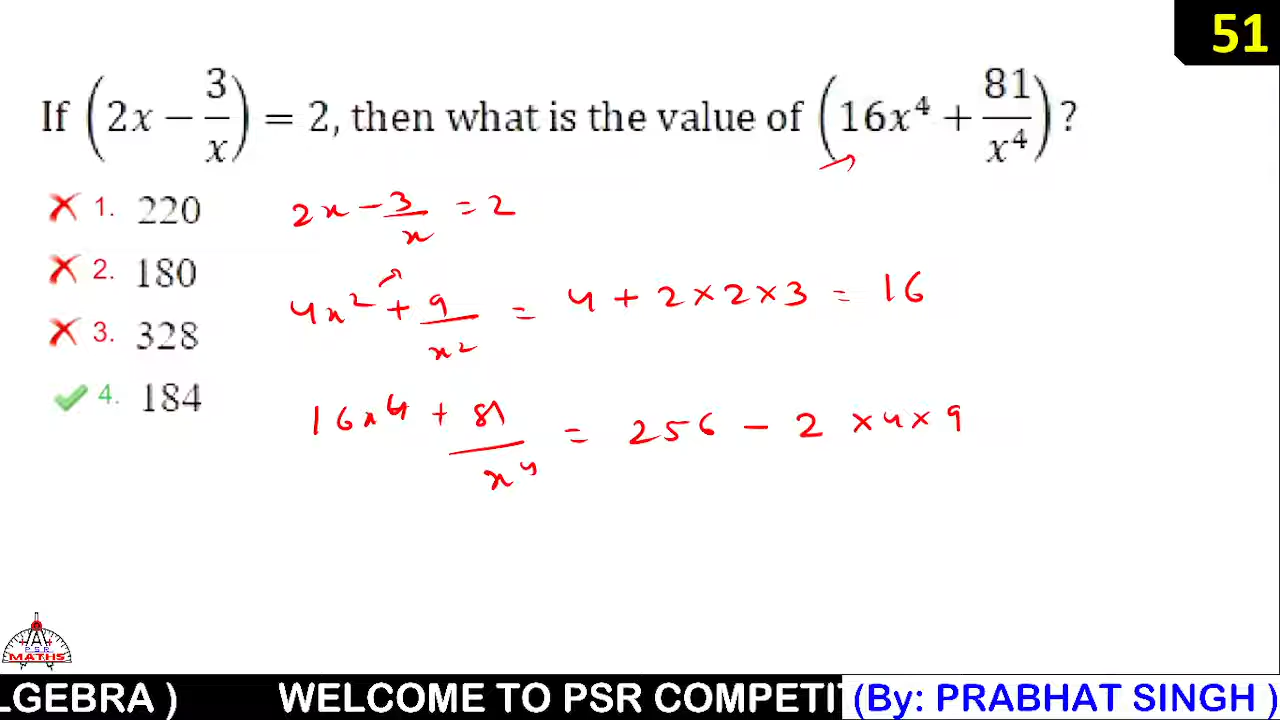 51
If (2x − 3/x) = 2, then what is the value of (16x⁴ + 81/x⁴)?
1. 220
2. 180
3. 328
4. 184
2x − 3/x = 2
4x² + 9/x² = 4 + 2×2×3 = 16
16x⁴ + 81/x⁴ = 256 − 2×4×9
PSR
MATHS
LGEBRA ) WELCOME TO PSR COMPETIT (By: PRABHAT SINGH )